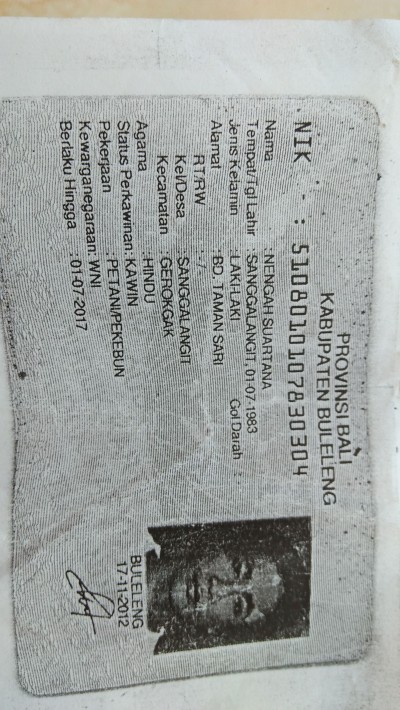 PROVINSI BALI
KABUPATEN BULELENG
NIK : 5108010107830304
Nama : NENGAH SUARTANA
Tempat/Tgl Lahir : SANGGALANGIT, 01-07-1983
Jenis Kelamin : LAKI-LAKI Gol Darah :
Alamat : BD. TAMAN SARI
RT/RW : -/-
Kel/Desa : SANGGALANGIT
Kecamatan : GEROKGAK
Agama : HINDU
Status Perkawinan: KAWIN
Pekerjaan : PETANI/PEKEBUN
Kewarganegaraan: WNI
Berlaku Hingga : 01-07-2017
BULELENG
17-11-2012